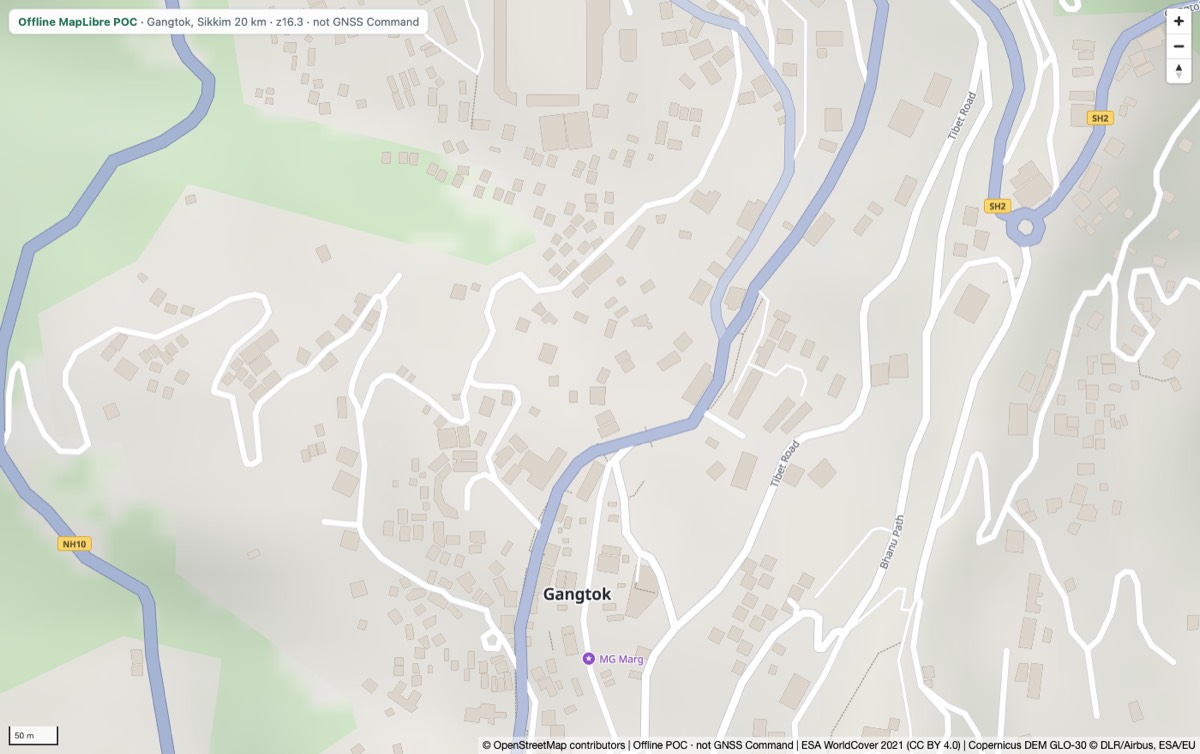 Offline MapLibre POC · Gangtok, Sikkim 20 km · z16.3 · not GNSS Command
Tibet Road
SH2
SH2
Tibet Road
Bhanu Path
NH10
Gangtok
MG Marg
50 m
© OpenStreetMap contributors | Offline POC · not GNSS Command | ESA WorldCover 2021 (CC BY 4.0) | Copernicus DEM GLO-30 © DLR/Airbus, ESA/EU